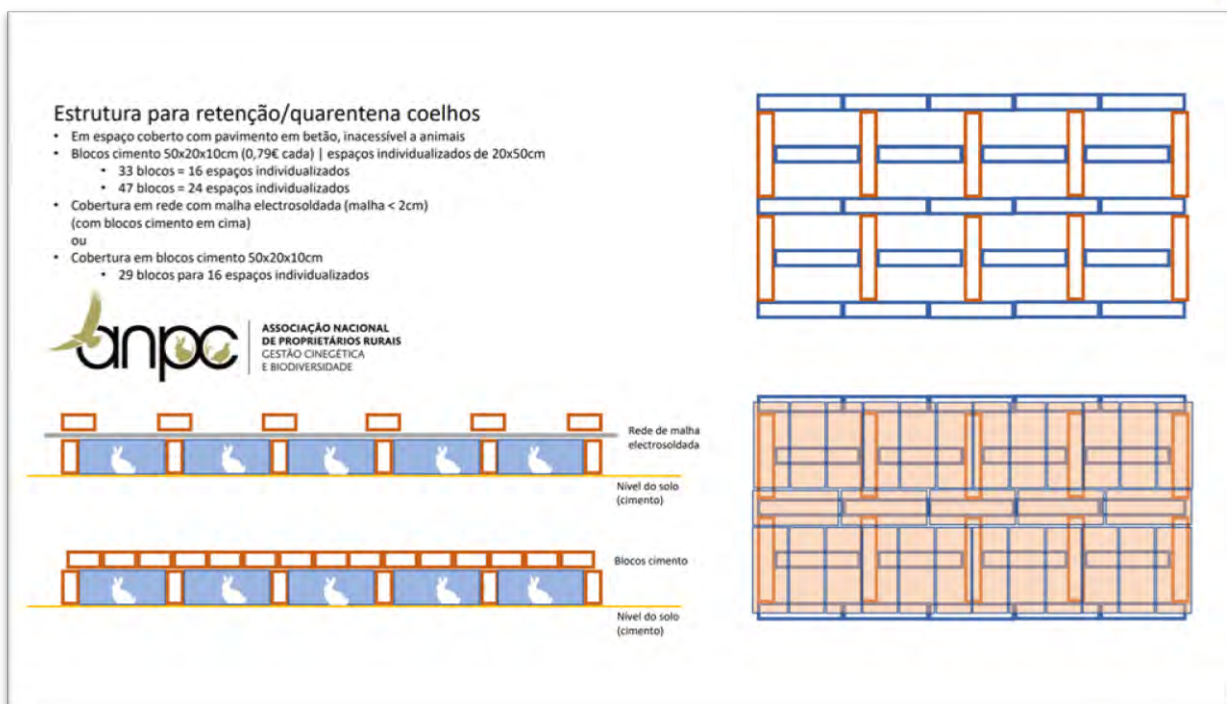 Estrutura para retenção/quarentena coelhos
• Em espaço coberto com pavimento em betão, inacessível a animais
• Blocos cimento 50x20x10cm (0,79€ cada) | espaços individualizados de 20x50cm
• 33 blocos = 16 espaços individualizados
• 47 blocos = 24 espaços individualizados
• Cobertura em rede com malha electrosoldada (malha < 2cm)
(com blocos cimento em cima)
ou
• Cobertura em blocos cimento 50x20x10cm
• 29 blocos para 16 espaços individualizados
anpc
ASSOCIAÇÃO NACIONAL
DE PROPRIETÁRIOS RURAIS
GESTÃO CINEGÉTICA
E BIODIVERSIDADE
Rede de malha
electrosoldada
Nível do solo
(cimento)
Blocos cimento
Nível do solo
(cimento)